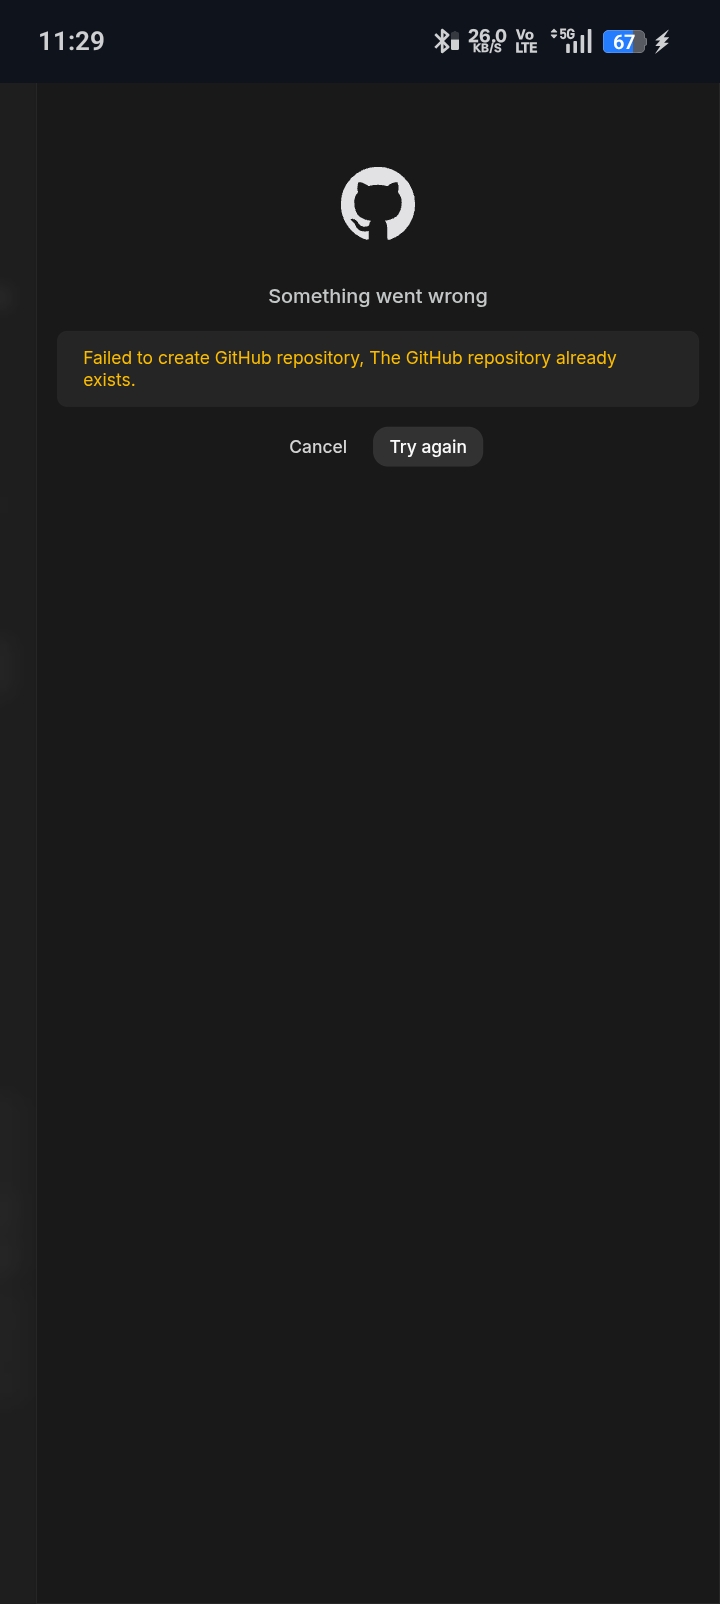 11:29
26.0 KB/S Vo LTE 5G 67
Something went wrong
Failed to create GitHub repository, The GitHub repository already
exists.
Cancel Try again